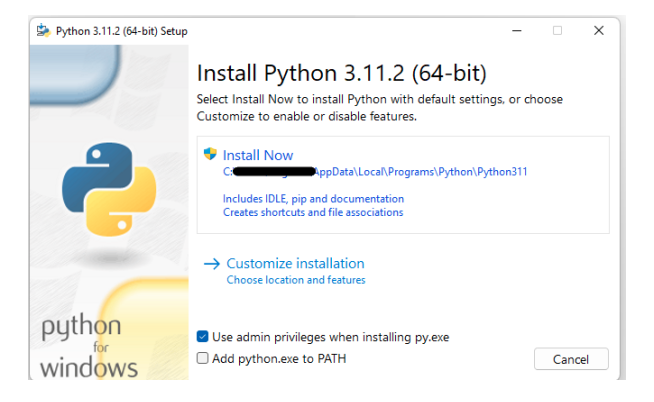 Python 3.11.2 (64-bit) Setup
Install Python 3.11.2 (64-bit)
Select Install Now to install Python with default settings, or choose
Customize to enable or disable features.
Install Now
C:\AppData\Local\Programs\Python\Python311
Includes IDLE, pip and documentation
Creates shortcuts and file associations
Customize installation
Choose location and features
python
for
windows
Use admin privileges when installing py.exe
Add python.exe to PATH
Cancel